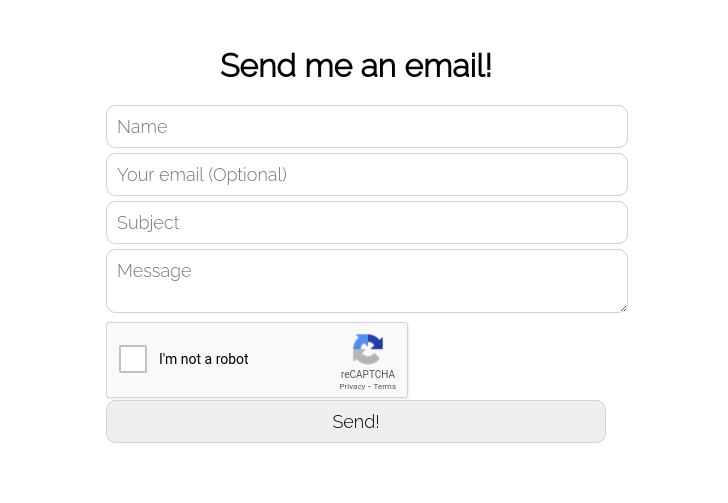 Send me an email!
Name
Your email (Optional)
Subject
Message
I'm not a robot
reCAPTCHA
Privacy - Terms
Send!